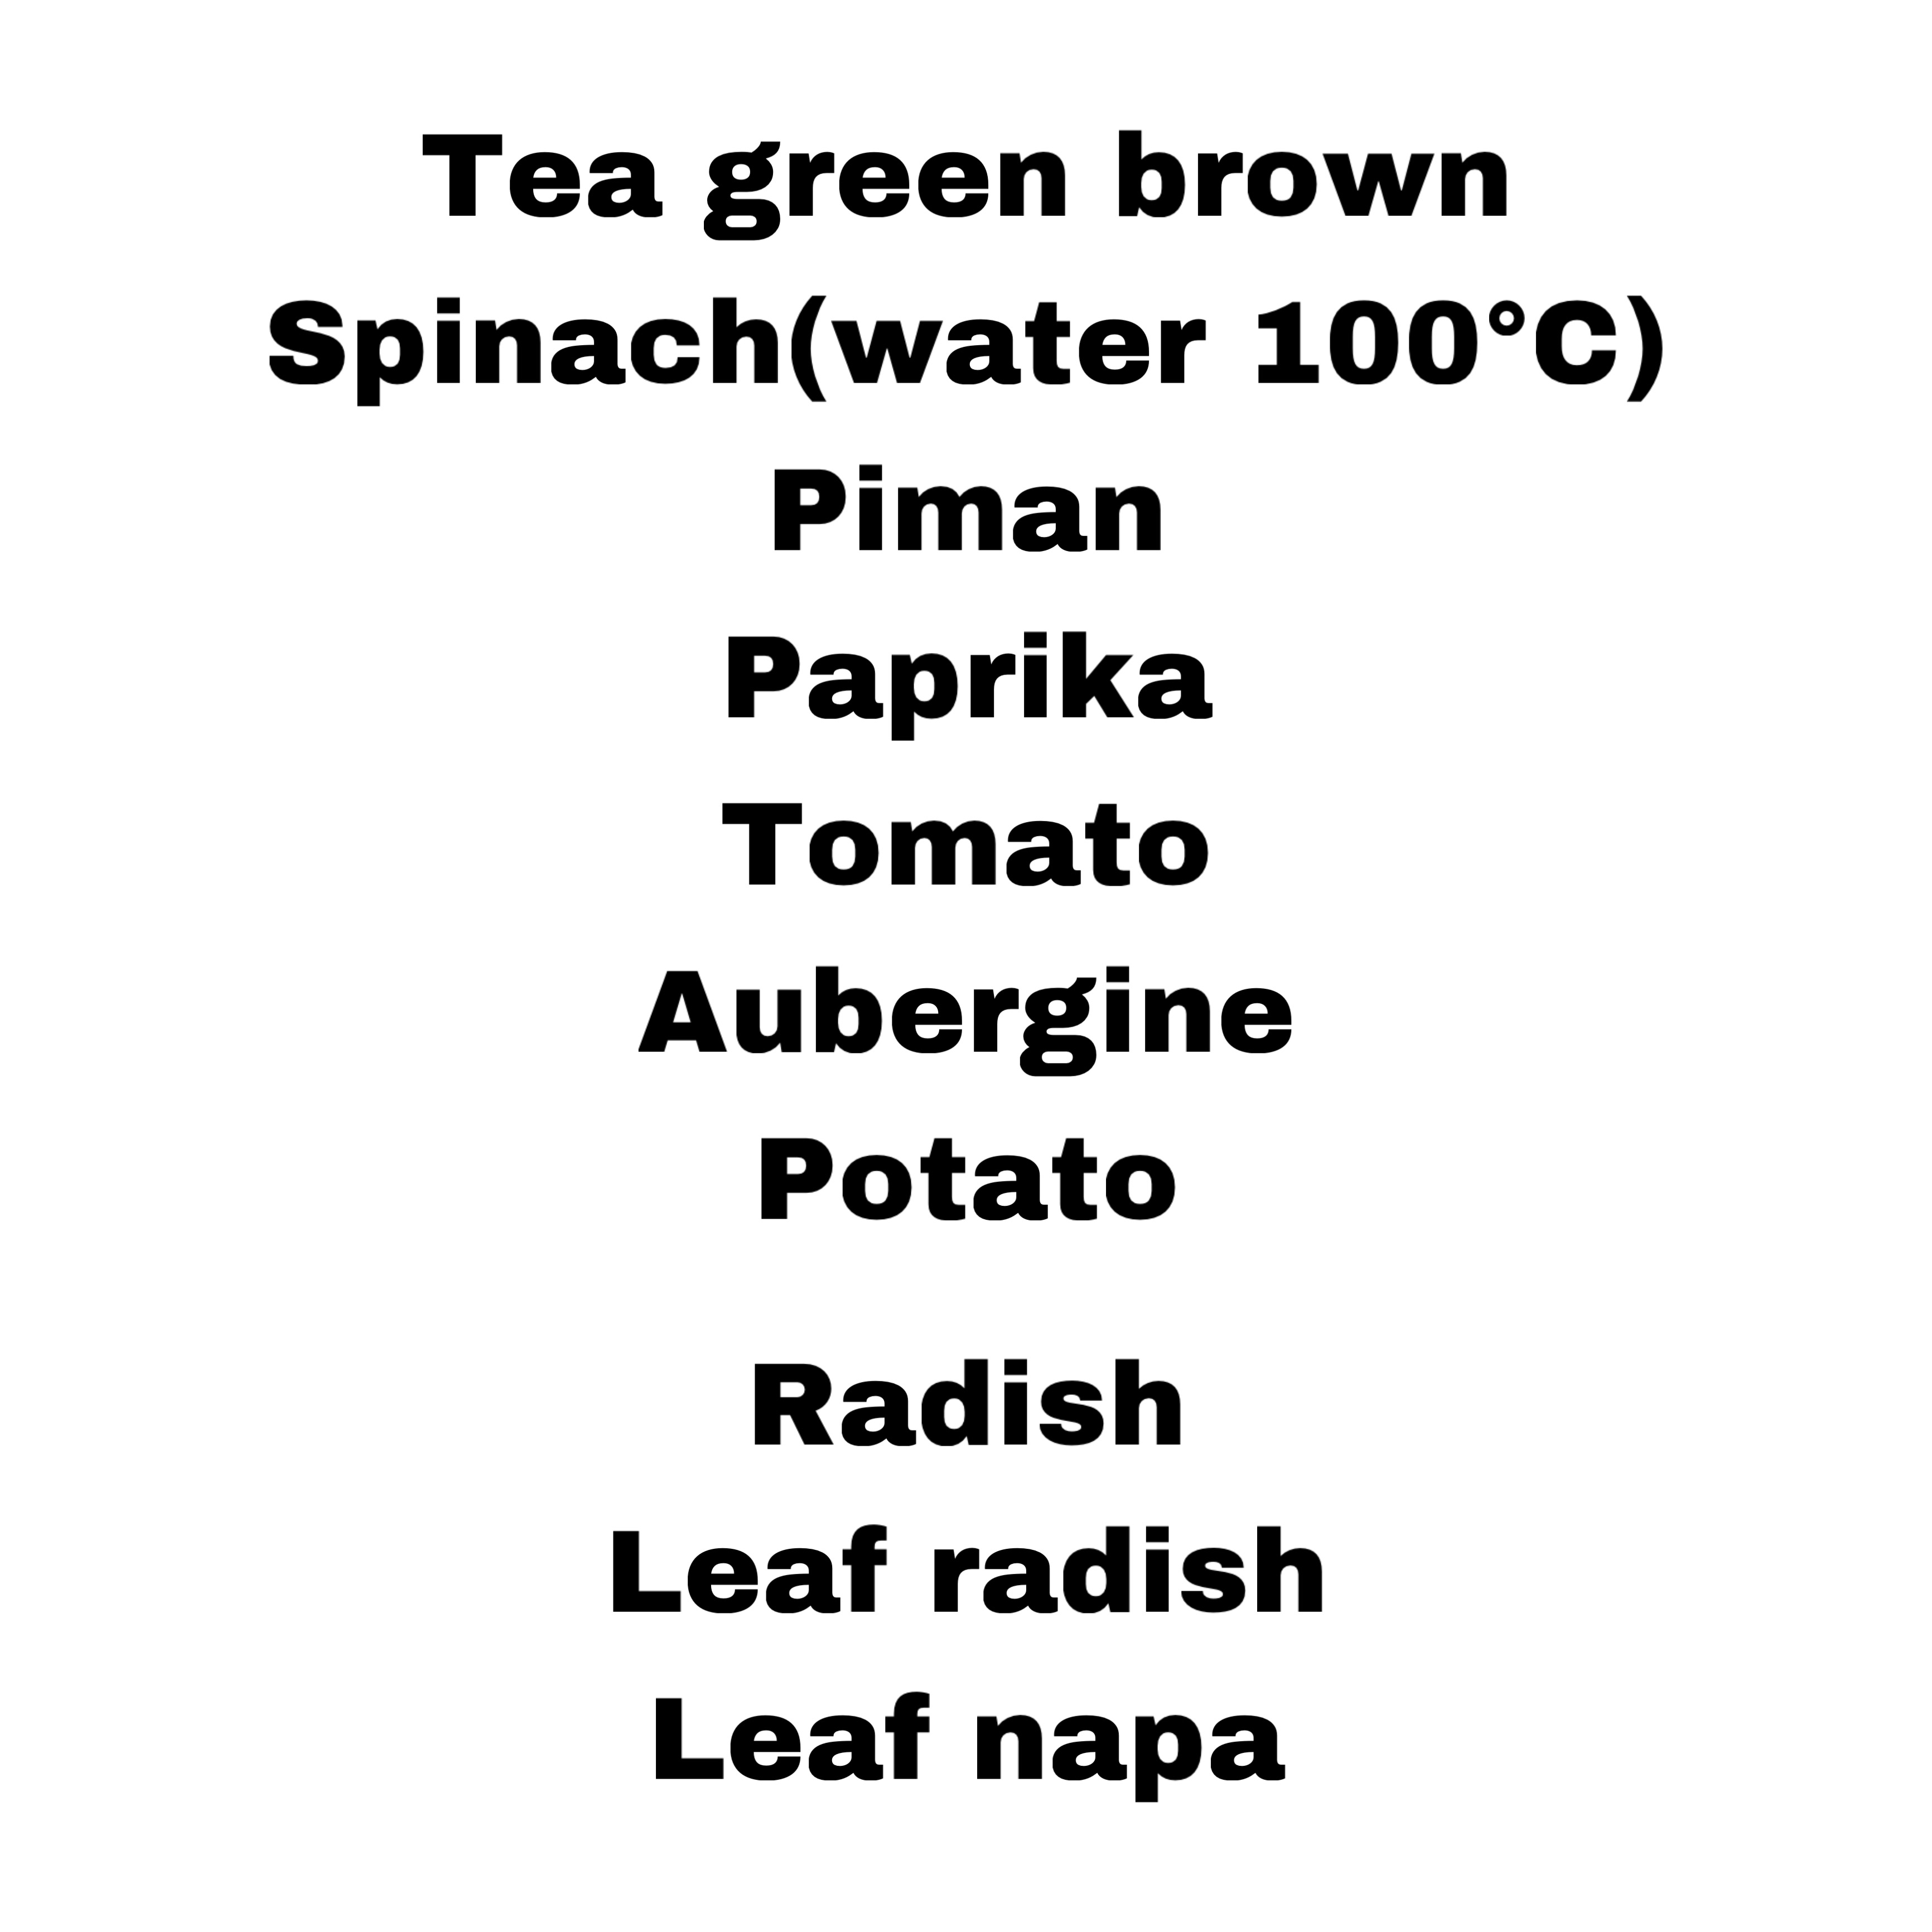 Tea green brown
Spinach(water 100°C)
Piman
Paprika
Tomato
Aubergine
Potato
Radish
Leaf radish
Leaf napa